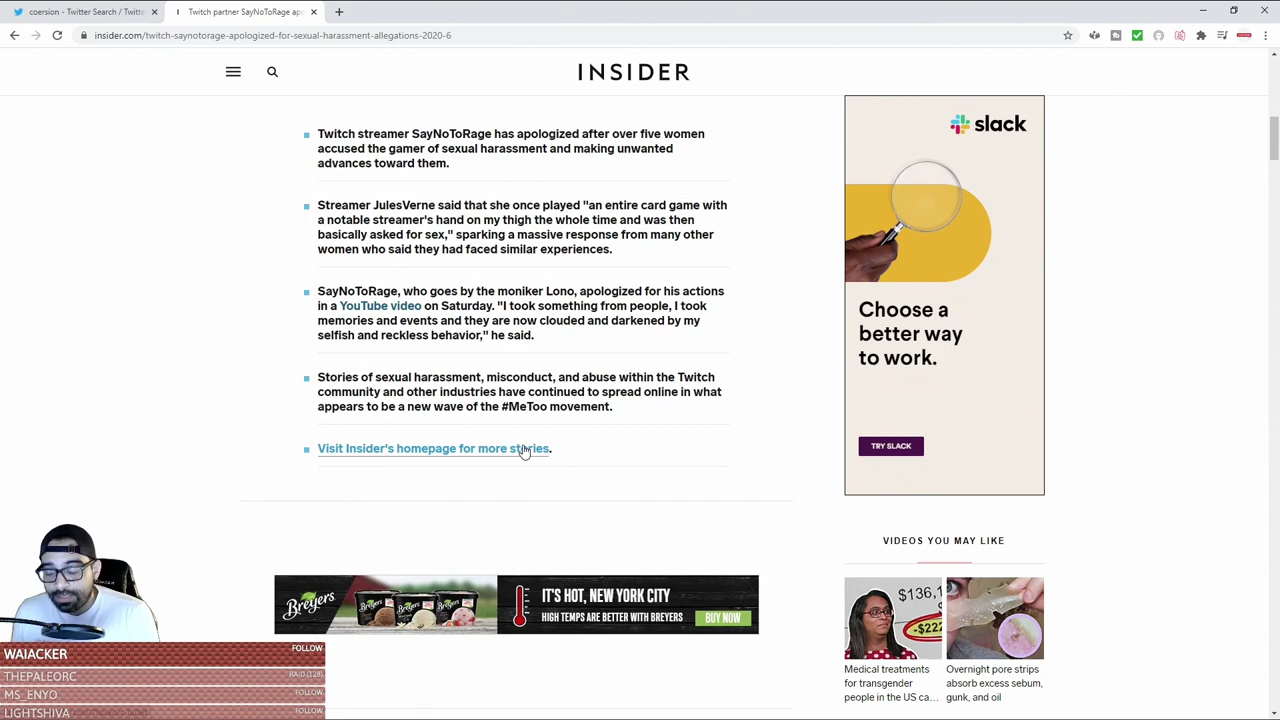 coersion - Twitter Search / Twitte
Twitch partner SayNoToRage apo
insider.com/twitch-saynotorage-apologized-for-sexual-harassment-allegations-2020-6
INSIDER
Twitch streamer SayNoToRage has apologized after over five women
accused the gamer of sexual harassment and making unwanted
advances toward them.
Streamer JulesVerne said that she once played "an entire card game with
a notable streamer's hand on my thigh the whole time and was then
basically asked for sex," sparking a massive response from many other
women who said they had faced similar experiences.
SayNoToRage, who goes by the moniker Lono, apologized for his actions
in a YouTube video on Saturday. "I took something from people, I took
memories and events and they are now clouded and darkened by my
selfish and reckless behavior," he said.
Stories of sexual harassment, misconduct, and abuse within the Twitch
community and other industries have continued to spread online in what
appears to be a new wave of the #MeToo movement.
Visit Insider's homepage for more stories.
slack
Choose a
better way
to work.
TRY SLACK
VIDEOS YOU MAY LIKE
$136,1
-$222
Medical treatments
for transgender
people in the US ca...
Overnight pore strips
absorb excess sebum,
gunk, and oil
Breyers
IT'S HOT, NEW YORK CITY
HIGH TEMPS ARE BETTER WITH BREYERS
BUY NOW
WAIACKER FOLLOW
THEPALEORC RAID (128)
MS_ENYO FOLLOW
LIGHTSHIVA FOLLOW